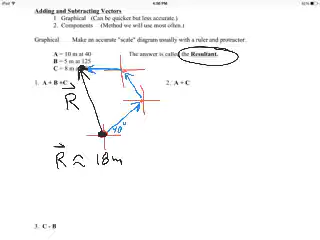 iPad
4:08 PM
Adding and Subtracting Vectors
1 Graphical (Can be quicker but less accurate.)
2 Components (Method we will use most often.)
Graphical Make an accurate "scale" diagram usually with a ruler and protractor.
A = 10 m at 40
The answer is called the Resultant.
B = 5 m at 125
C = 8 m a
1. A + B + C
2. A + C
R
40°
R ≈ 18m
3. C - B